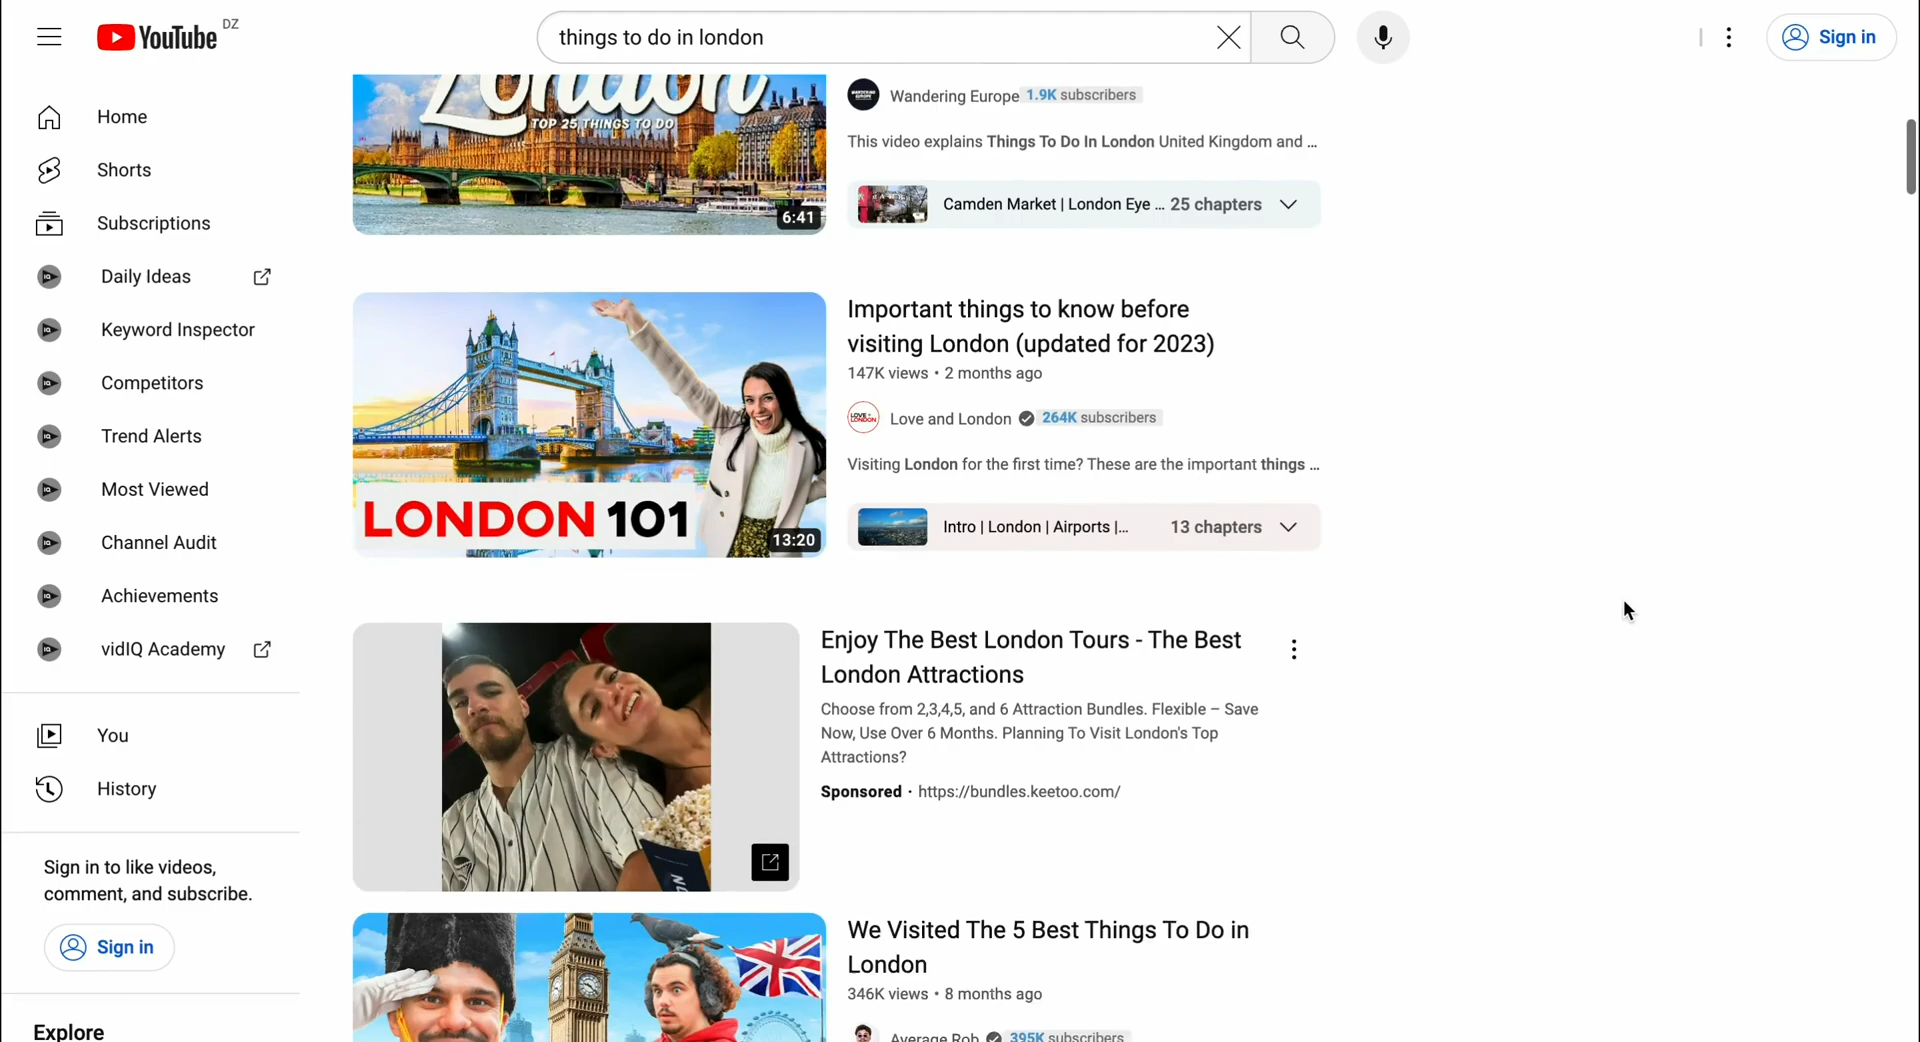 YouTube DZ
things to do in london
Sign in
Home
Shorts
Subscriptions
Daily Ideas
Keyword Inspector
Competitors
Trend Alerts
Most Viewed
Channel Audit
Achievements
vidIQ Academy
You
History
Sign in to like videos,
comment, and subscribe.
Sign in
Explore
London
TOP 25 THINGS TO DO
6:41
Wandering Europe 1.9K subscribers
This video explains Things To Do In London United Kingdom and ...
Camden Market | London Eye ... 25 chapters
LONDON 101
13:20
Important things to know before
visiting London (updated for 2023)
147K views • 2 months ago
Love and London 264K subscribers
Visiting London for the first time? These are the important things ...
Intro | London | Airports |... 13 chapters
Enjoy The Best London Tours - The Best
London Attractions
Choose from 2,3,4,5, and 6 Attraction Bundles. Flexible – Save
Now, Use Over 6 Months. Planning To Visit London's Top
Attractions?
Sponsored · https://bundles.keetoo.com/
We Visited The 5 Best Things To Do in
London
346K views • 8 months ago
Average Rob 395K subscribers